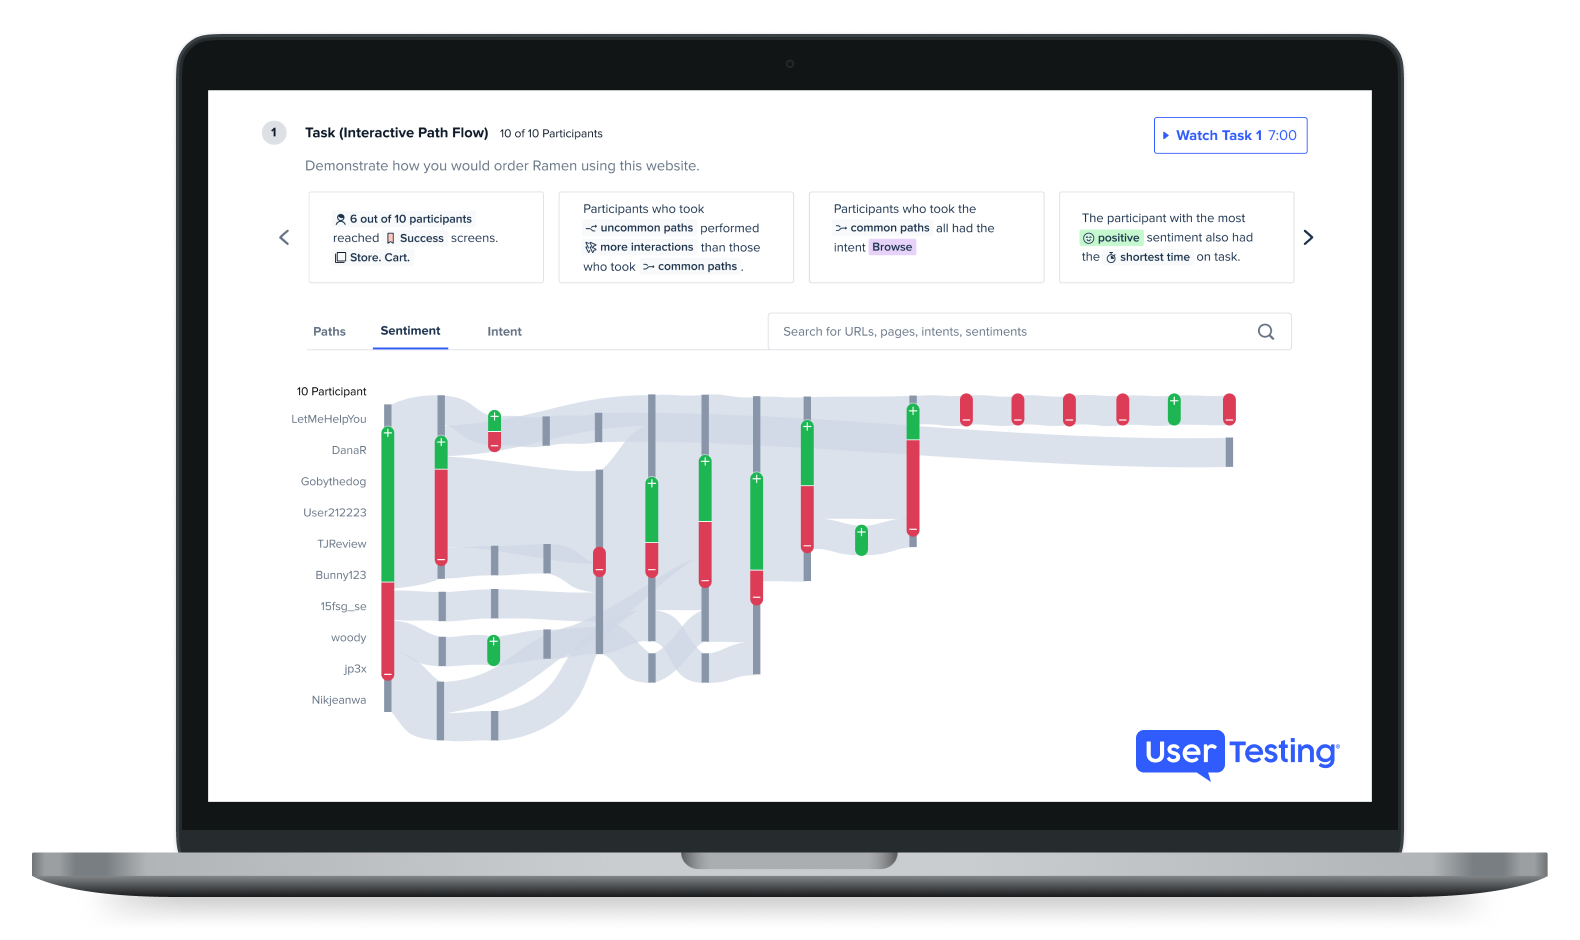 1
Task (Interactive Path Flow) 10 of 10 Participants
Watch Task 1 7:00
Demonstrate how you would order Ramen using this website.
6 out of 10 participants
reached Success screens.
Store. Cart.
Participants who took
uncommon paths performed
more interactions than those
who took common paths .
Participants who took the
common paths all had the
intent Browse
The participant with the most
positive sentiment also had
the shortest time on task.
Paths Sentiment Intent
Search for URLs, pages, intents, sentiments
10 Participant
LetMeHelpYou
DanaR
Gobythedog
User212223
TJReview
Bunny123
15fsg_se
woody
jp3x
Nikjeanwa
User Testing®